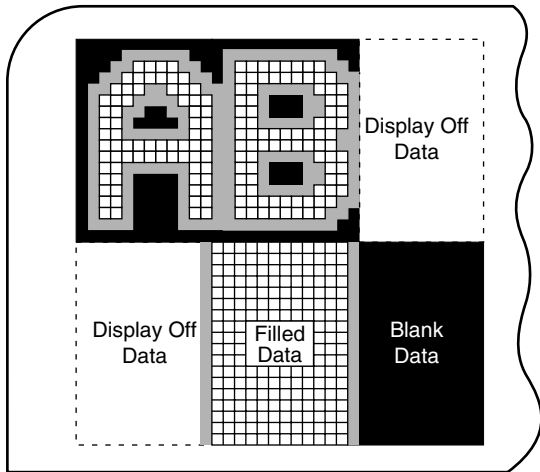 AB
Display Off
Data
Display Off
Data
Filled
Data
Blank
Data